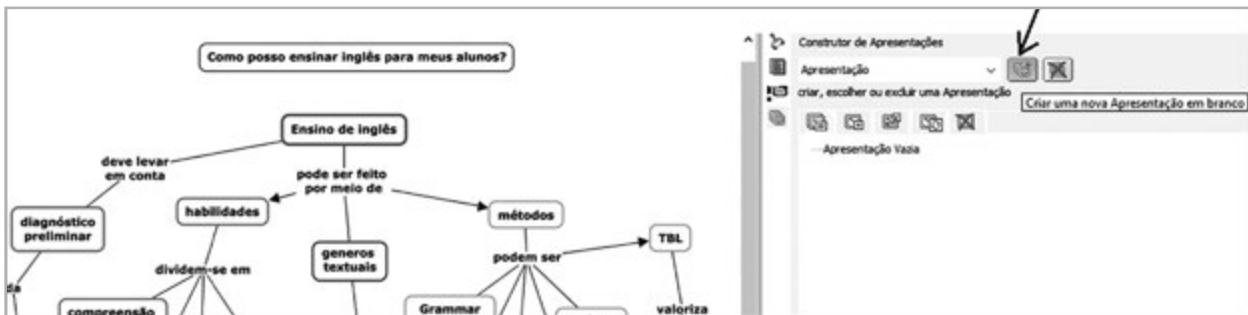 Como posso ensinar inglês para meus alunos?
Ensino de inglês
deve levar
em conta
pode ser feito
por meio de
diagnóstico
preliminar
habilidades
métodos
TBL
generos
textuais
dividem-se em
podem ser
da
compreensão
Grammar
valoriza
Construtor de Apresentações
Apresentação
criar, escolher ou excluir uma Apresentação
Criar uma nova Apresentação em branco
Apresentação Vazia